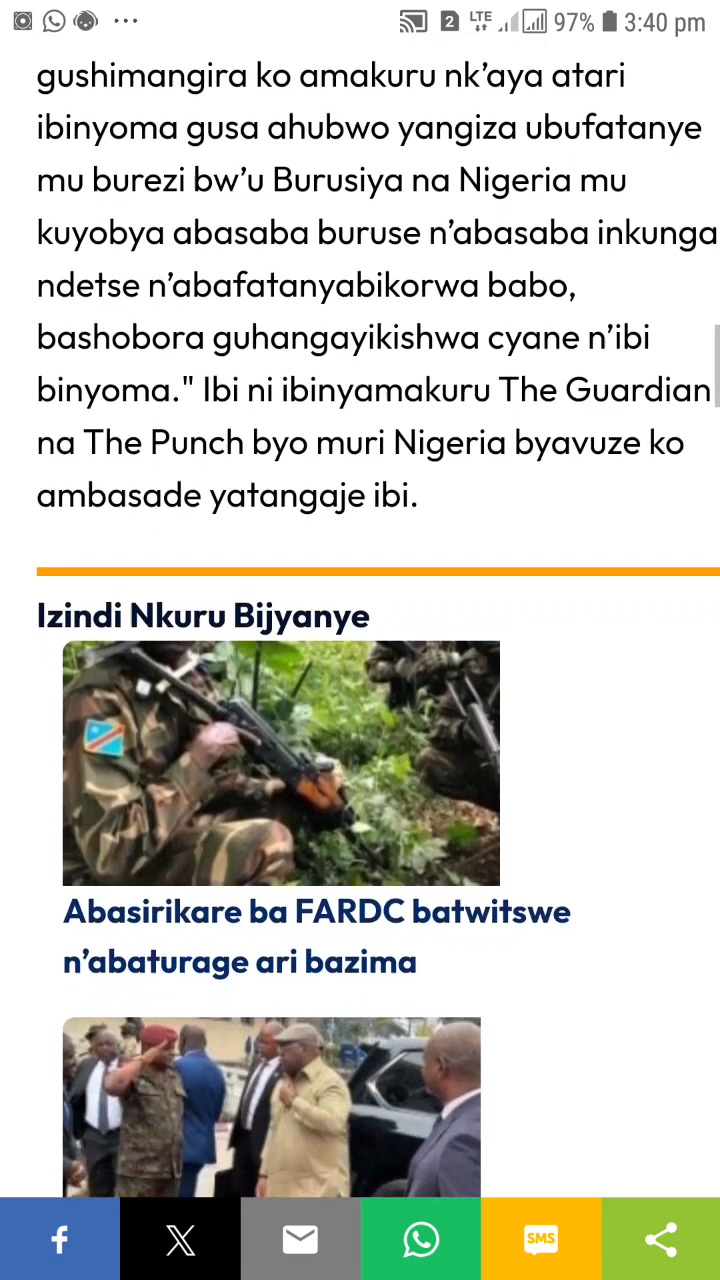 2 LTE 97% 3:40 pm
gushimangira ko amakuru nk’aya atari
ibinyoma gusa ahubwo yangiza ubufatanye
mu burezi bw’u Burusiya na Nigeria mu
kuyobya abasaba buruse n’abasaba inkunga
ndetse n’abafatanyabikorwa babo,
bashobora guhangayikishwa cyane n’ibi
binyoma." Ibi ni ibinyamakuru The Guardian
na The Punch byo muri Nigeria byavuze ko
ambasade yatangaje ibi.
Izindi Nkuru Bijyanye
Abasirikare ba FARDC batwitswe
n’abaturage ari bazima
SMS